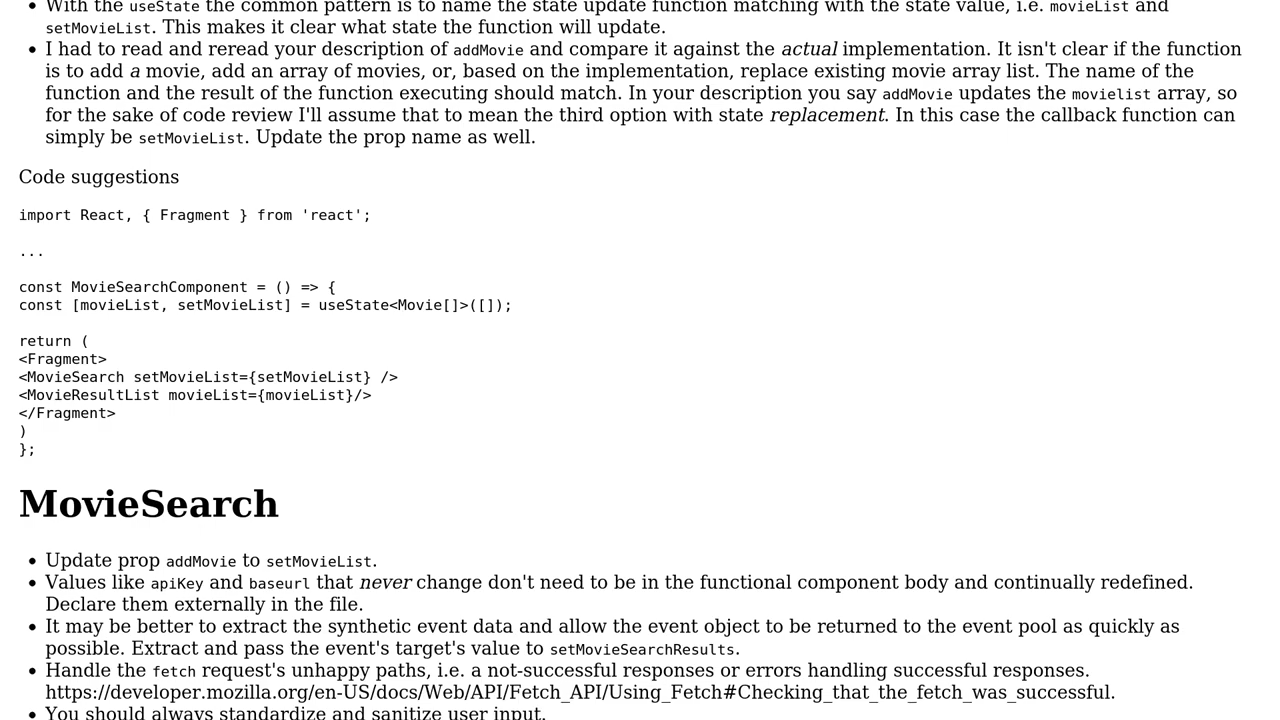 • With the useState the common pattern is to name the state update function matching with the state value, i.e. movieList and
setMovieList. This makes it clear what state the function will update.
• I had to read and reread your description of addMovie and compare it against the actual implementation. It isn't clear if the function
is to add a movie, add an array of movies, or, based on the implementation, replace existing movie array list. The name of the
function and the result of the function executing should match. In your description you say addMovie updates the movielist array, so
for the sake of code review I'll assume that to mean the third option with state replacement. In this case the callback function can
simply be setMovieList. Update the prop name as well.
Code suggestions
import React, { Fragment } from 'react';
...
const MovieSearchComponent = () => {
const [movieList, setMovieList] = useState<Movie[]>([]);
return (
<Fragment>
<MovieSearch setMovieList={setMovieList} />
<MovieResultList movieList={movieList}/>
</Fragment>
)
};
MovieSearch
• Update prop addMovie to setMovieList.
• Values like apiKey and baseurl that never change don't need to be in the functional component body and continually redefined.
Declare them externally in the file.
• It may be better to extract the synthetic event data and allow the event object to be returned to the event pool as quickly as
possible. Extract and pass the event's target's value to setMovieSearchResults.
• Handle the fetch request's unhappy paths, i.e. a not-successful responses or errors handling successful responses.
https://developer.mozilla.org/en-US/docs/Web/API/Fetch_API/Using_Fetch#Checking_that_the_fetch_was_successful.
• You should always standardize and sanitize user input.